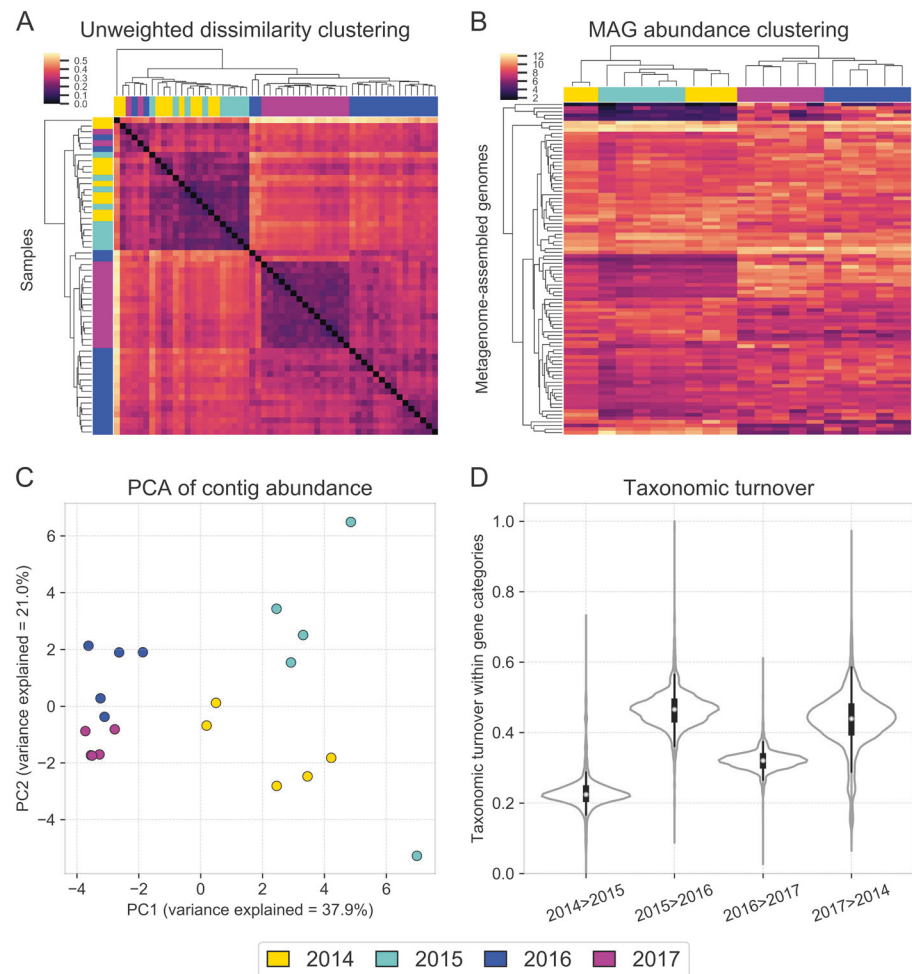 A
Unweighted dissimilarity clustering
0.5
0.4
0.3
0.2
0.1
0.0
Samples
B
MAG abundance clustering
12
10
8
6
4
2
Metagenome-assembled genomes
C
PCA of contig abundance
6
4
2
0
−2
−4
PC2 (variance explained = 21.0%)
−4
−2
0
2
4
6
PC1 (variance explained = 37.9%)
D
Taxonomic turnover
1.0
0.8
0.6
0.4
0.2
0.0
Taxonomic turnover within gene categories
2014>2015
2015>2016
2016>2017
2017>2014
2014 2015 2016 2017